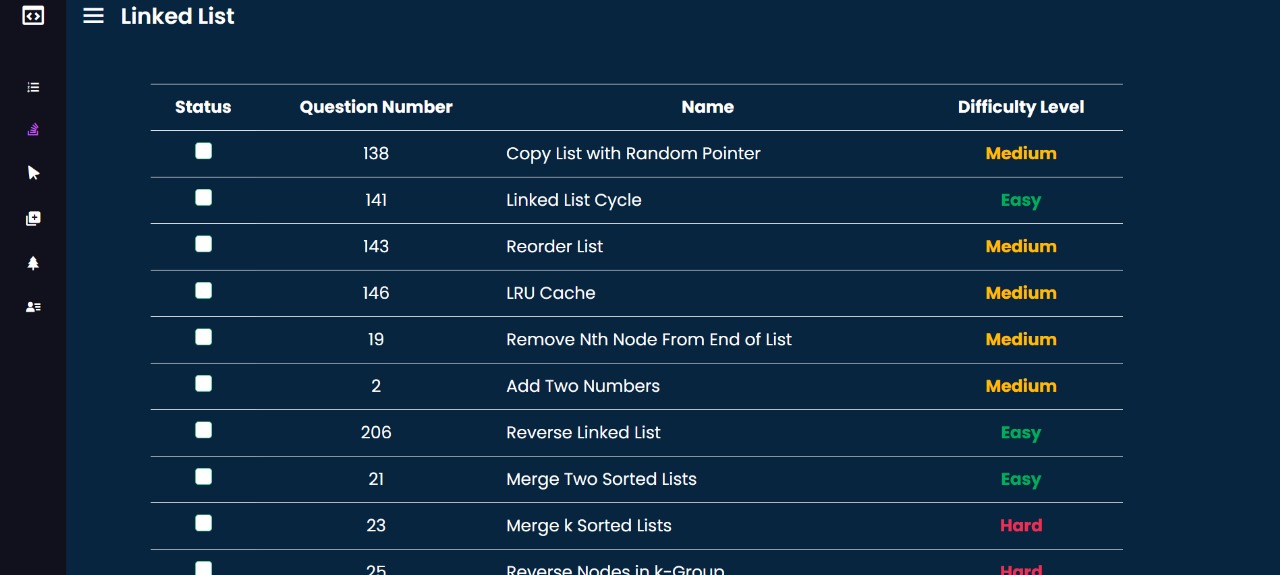 Linked List
Status Question Number Name Difficulty Level
138 Copy List with Random Pointer Medium
141 Linked List Cycle Easy
143 Reorder List Medium
146 LRU Cache Medium
19 Remove Nth Node From End of List Medium
2 Add Two Numbers Medium
206 Reverse Linked List Easy
21 Merge Two Sorted Lists Easy
23 Merge k Sorted Lists Hard
25 Reverse Nodes in k-Group Hard